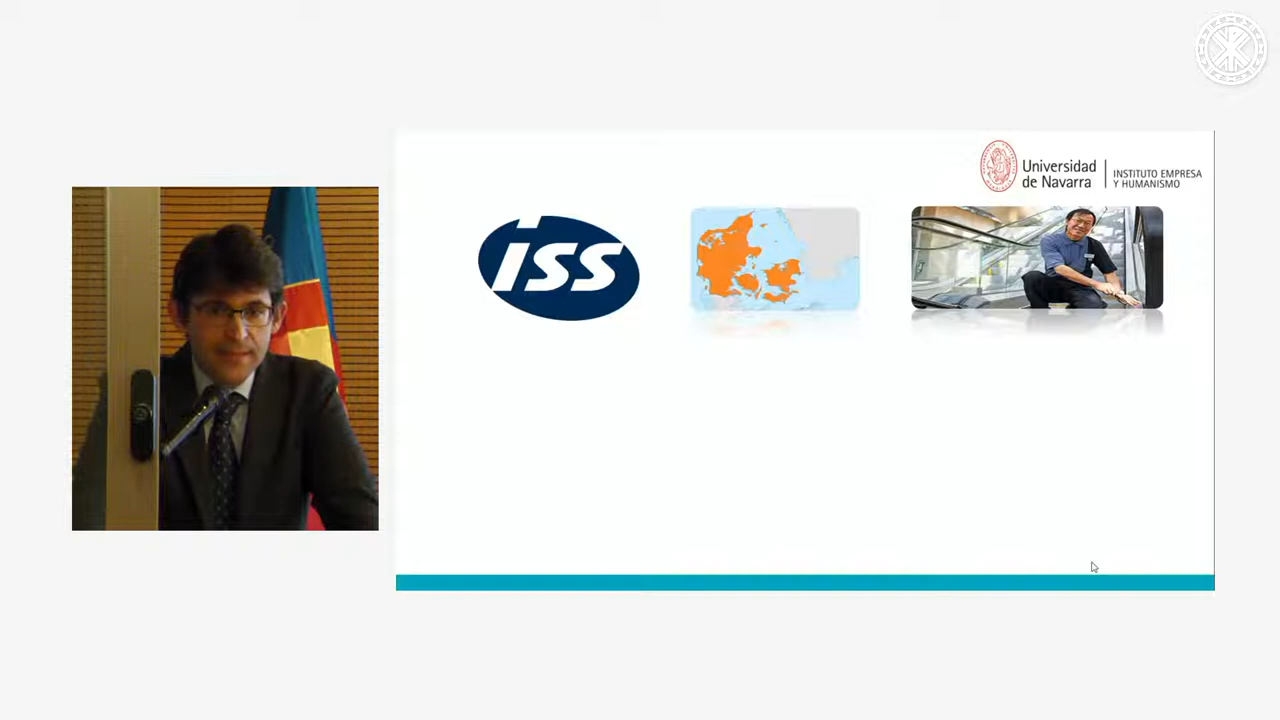 Universidad
de Navarra
INSTITUTO EMPRESA
Y HUMANISMO
iss